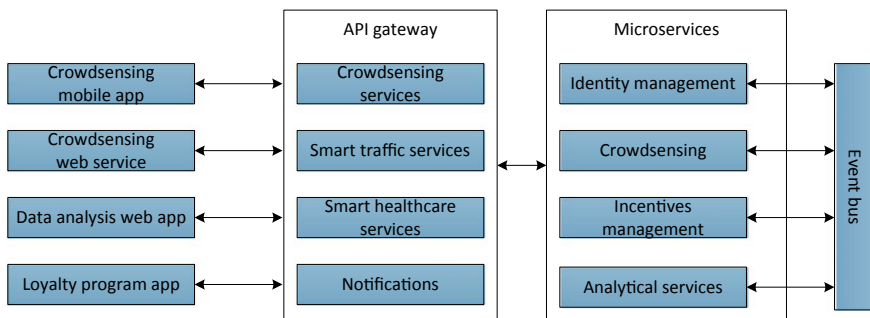 API gateway
Microservices
Crowdsensing
mobile app
Crowdsensing
services
Identity management
Crowdsensing
web service
Smart traffic services
Crowdsensing
Data analysis web app
Smart healthcare
services
Incentives
management
Loyalty program app
Notifications
Analytical services
Event bus